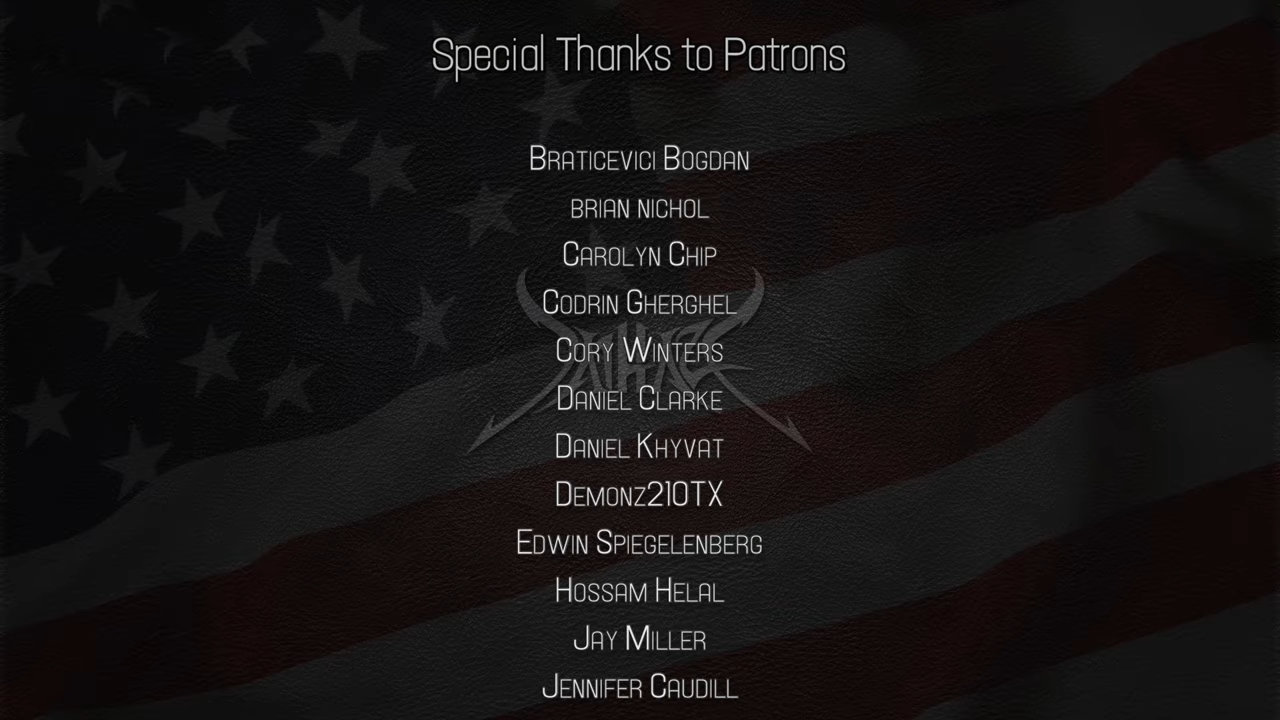 Special Thanks to Patrons
Braticevici Bogdan
brian nichol
Carolyn Chip
Codrin Gherghel
Cory Winters
Daniel Clarke
Daniel Khyvat
Demonz210TX
Edwin Spiegelenberg
Hossam Helal
Jay Miller
Jennifer Caudill